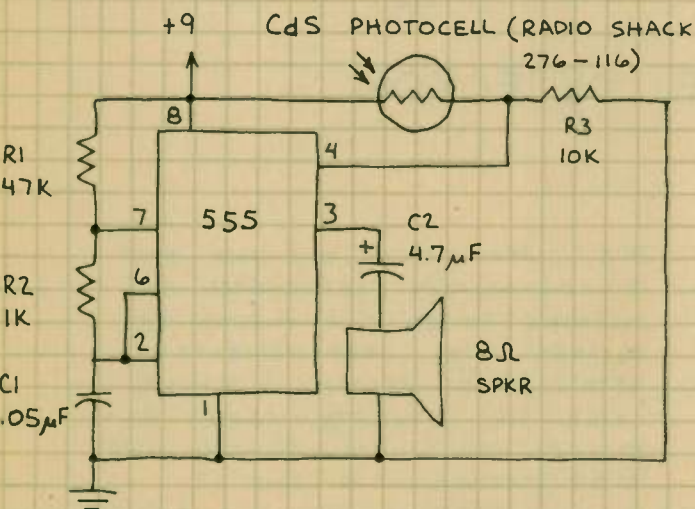 +9 CdS PHOTOCELL (RADIO SHACK
276-116)
8
R1
47K
7
555
4
3
R3
10K
C2
+ 4.7µF
6
R2
1K
2
8Ω
SPKR
C1
.05µF
1